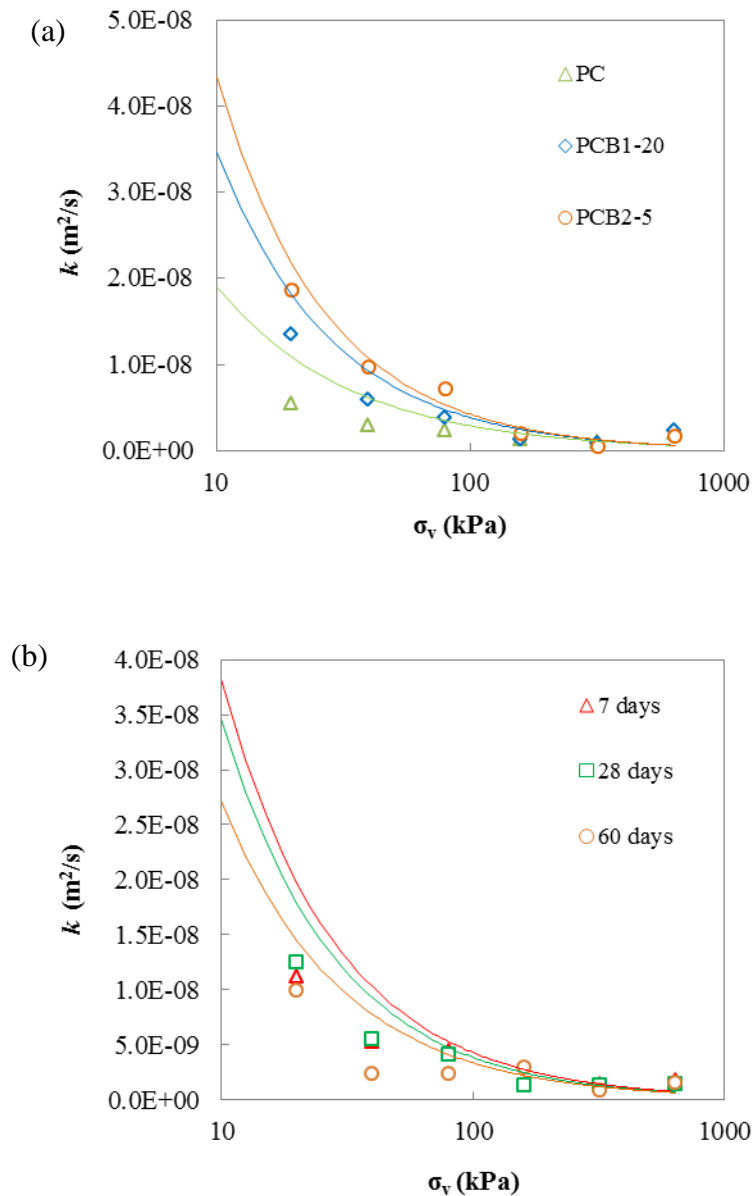 (a)
5.0E-08
4.0E-08
3.0E-08
2.0E-08
1.0E-08
0.0E+00
k (m²/s)
PC
PCB1-20
PCB2-5
10 100 1000
σv (kPa)
(b)
4.0E-08
3.5E-08
3.0E-08
2.5E-08
2.0E-08
1.5E-08
1.0E-08
5.0E-09
0.0E+00
k (m²/s)
7 days
28 days
60 days
10 100 1000
σv (kPa)